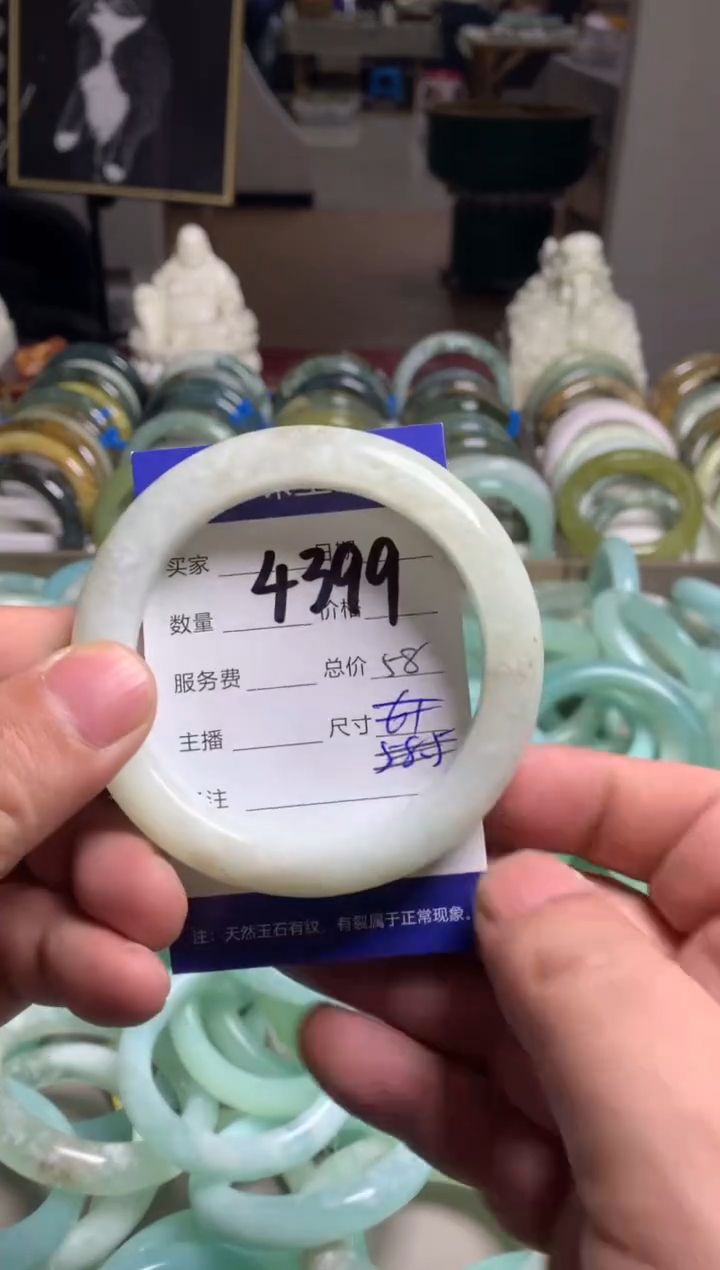 买家
4399
数量 价格
服务费 总价 58
主播 尺寸
58.5
注
注：天然玉石有纹。有裂属于正常现象。